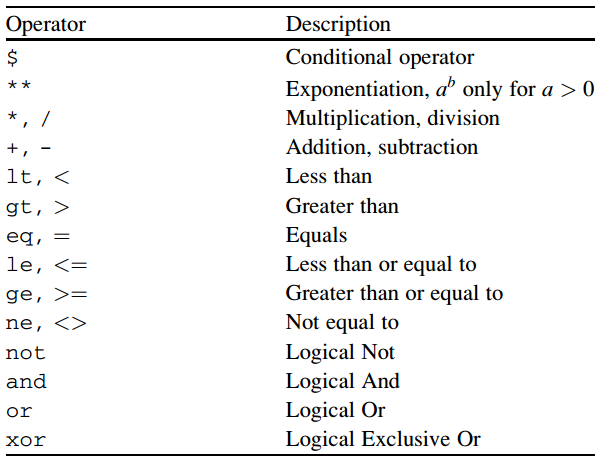 Operator Description
$ Conditional operator
** Exponentiation, a^b only for a > 0
*, / Multiplication, division
+, - Addition, subtraction
lt, < Less than
gt, > Greater than
eq, = Equals
le, <= Less than or equal to
ge, >= Greater than or equal to
ne, <> Not equal to
not Logical Not
and Logical And
or Logical Or
xor Logical Exclusive Or